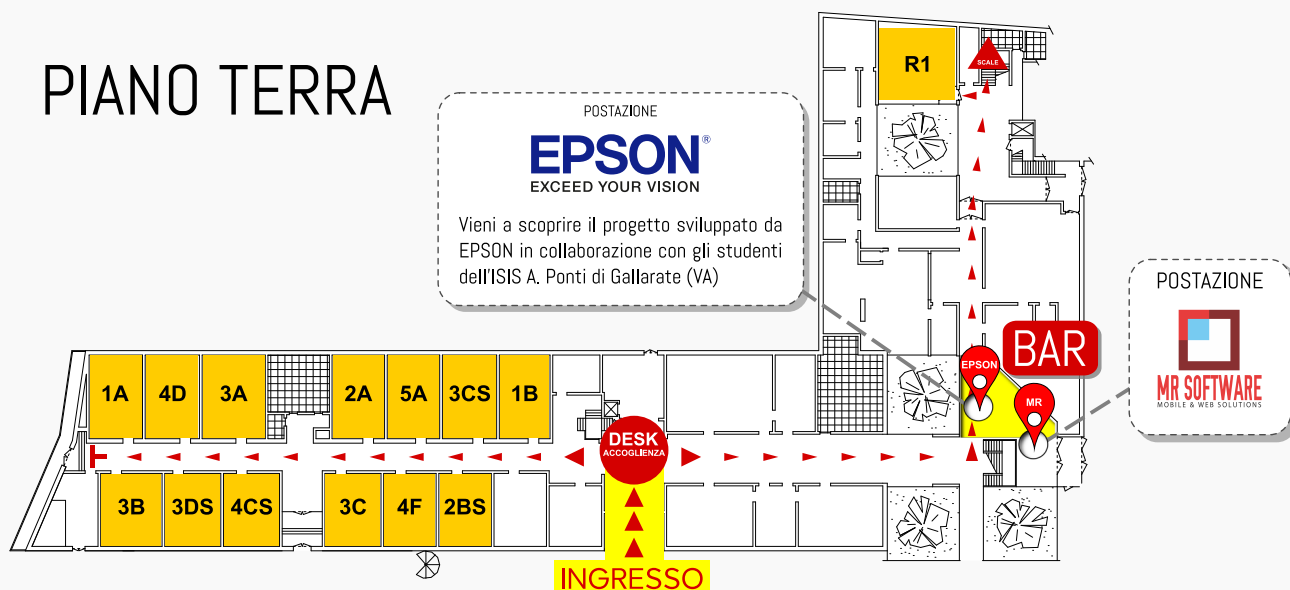 PIANO TERRA
POSTAZIONE
EPSON®
EXCEED YOUR VISION
Vieni a scoprire il progetto sviluppato da
EPSON in collaborazione con gli studenti
dell'ISIS A. Ponti di Gallarate (VA)
R1
SCALE
POSTAZIONE
MR SOFTWARE
MOBILE & WEB SOLUTIONS
BAR
EPSON
MR
1A 4D 3A 2A 5A 3CS 1B
DESK
ACCOGLIENZA
3B 3DS 4CS 3C 4F 2BS
INGRESSO